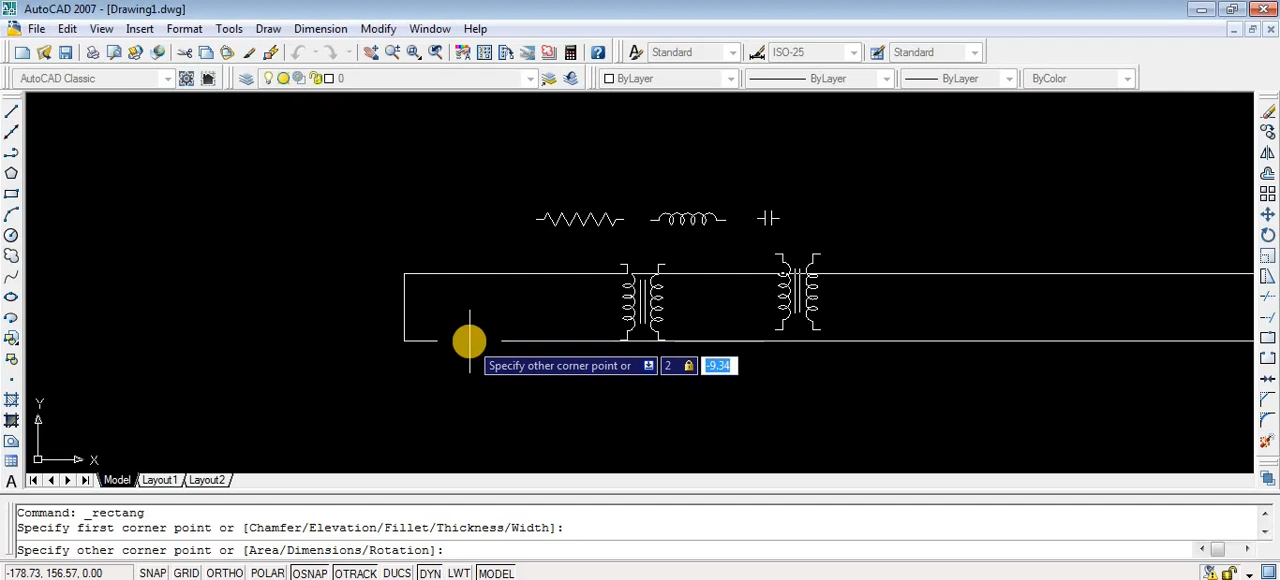 AutoCAD 2007 - [Drawing1.dwg]
File Edit View Insert Format Tools Draw Dimension Modify Window Help
Standard ISO-25 Standard
AutoCAD Classic 0 ByLayer ByLayer ByLayer ByColor
Specify other corner point or 2 -9.34
Y
X
A Model Layout1 Layout2
Command: _rectang
Specify first corner point or [Chamfer/Elevation/Fillet/Thickness/Width]:
Specify other corner point or [Area/Dimensions/Rotation]:
-178.73, 156.57, 0.00 SNAP GRID ORTHO POLAR OSNAP OTRACK DUCS DYN LWT MODEL